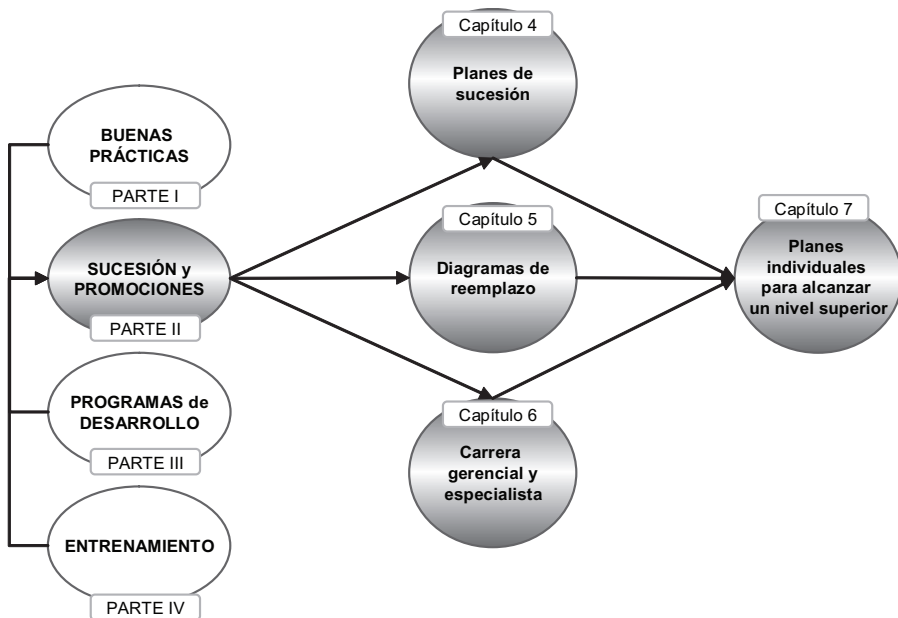 BUENAS
PRÁCTICAS
PARTE I
SUCESIÓN y
PROMOCIONES
PARTE II
PROGRAMAS de
DESARROLLO
PARTE III
ENTRENAMIENTO
PARTE IV
Capítulo 4
Planes de
sucesión
Capítulo 5
Diagramas de
reemplazo
Capítulo 6
Carrera
gerencial y
especialista
Capítulo 7
Planes
individuales
para alcanzar
un nivel superior